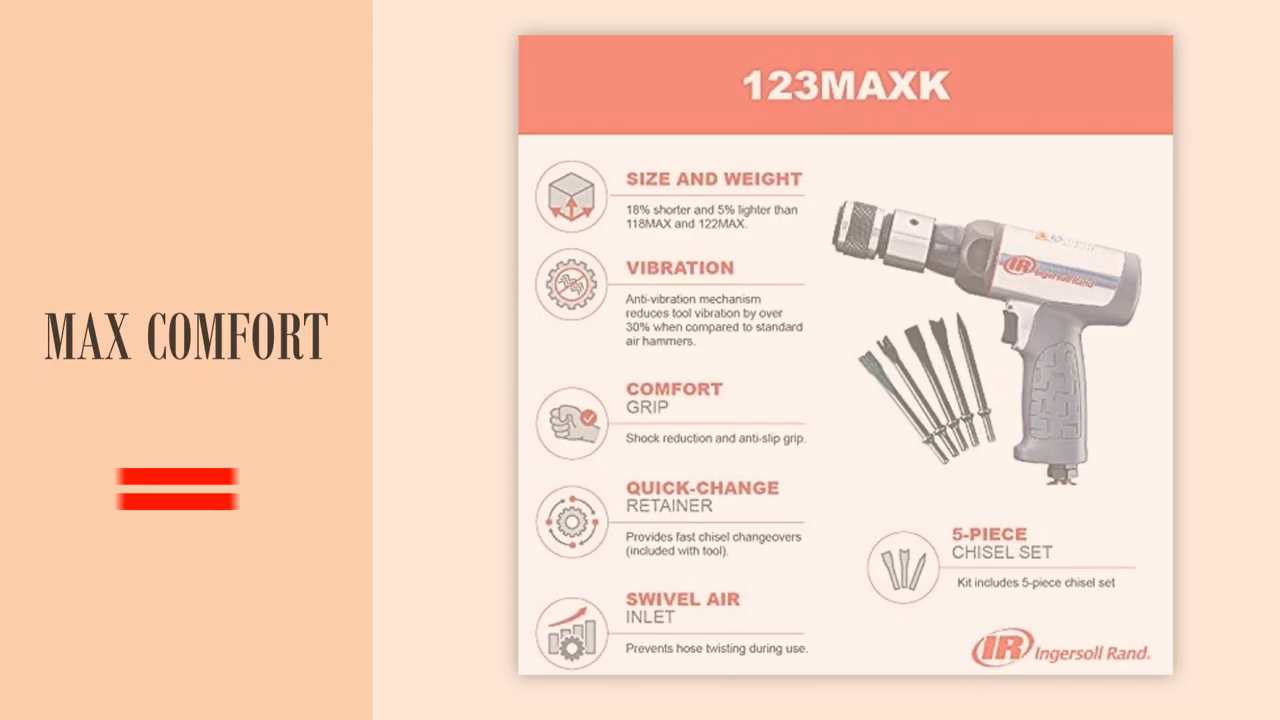 MAX COMFORT
123MAXK
SIZE AND WEIGHT
18% shorter and 5% lighter than
118MAX and 122MAX.
VIBRATION
Anti-vibration mechanism
reduces tool vibration by over
30% when compared to standard
air hammers.
COMFORT
GRIP
Shock reduction and anti-slip grip.
QUICK-CHANGE
RETAINER
Provides fast chisel changeovers
(included with tool).
SWIVEL AIR
INLET
Prevents hose twisting during use.
IR Ingersoll Rand
5-PIECE
CHISEL SET
Kit includes 5-piece chisel set
IR Ingersoll Rand.